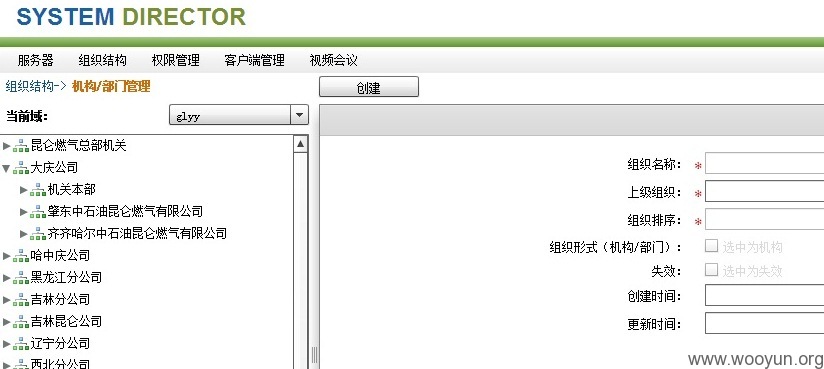 SYSTEM DIRECTOR
服务器 组织结构 权限管理 客户端管理 视频会议
组织结构-> 机构/部门管理
创建
当前域： glyy
昆仑燃气总部机关
大庆公司
机关本部
肇东中石油昆仑燃气有限公司
齐齐哈尔中石油昆仑燃气有限公司
哈中庆公司
黑龙江分公司
吉林分公司
吉林昆仑公司
辽宁分公司
西北分公司
组织名称： *
上级组织： *
组织排序： *
组织形式（机构/部门）： 选中为机构
失效： 选中为失效
创建时间：
更新时间：
www.wooyun.org